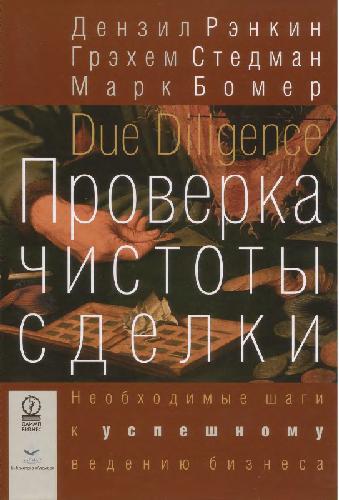 Дензил Рэнкин
Грэхем Стедман
Марк Бомер
Due Diligence
Проверка
чистоты
сделки
Необходимые шаги
к успешному
ведению бизнеса